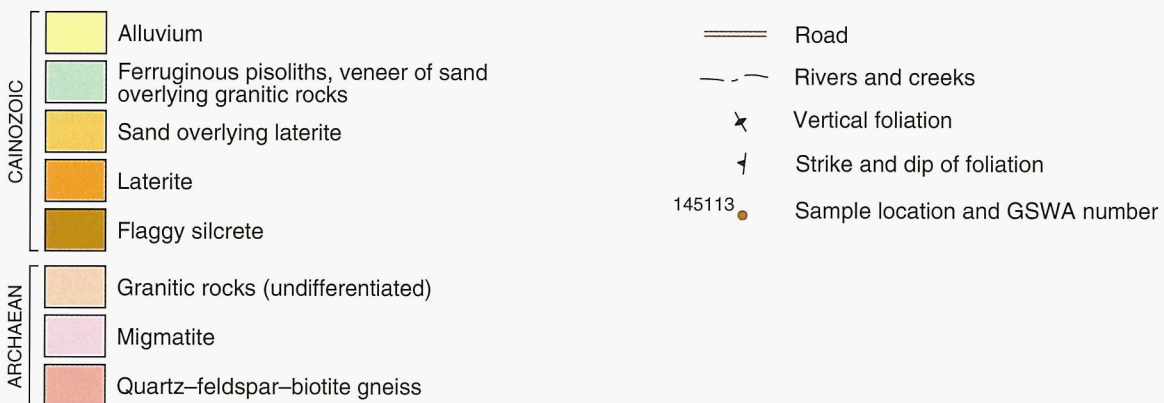 CAINOZOIC
Alluvium
Ferruginous pisoliths, veneer of sand
overlying granitic rocks
Sand overlying laterite
Laterite
Flaggy silcrete
ARCHAEAN
Granitic rocks (undifferentiated)
Migmatite
Quartz–feldspar–biotite gneiss
Road
Rivers and creeks
Vertical foliation
Strike and dip of foliation
145113
Sample location and GSWA number